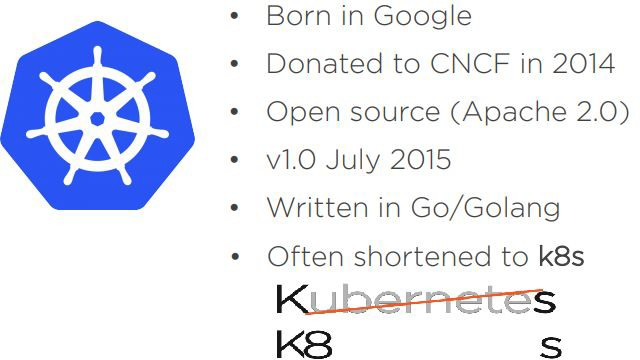 • Born in Google
• Donated to CNCF in 2014
• Open source (Apache 2.0)
• v1.0 July 2015
• Written in Go/Golang
• Often shortened to k8s
Kubernetes
K8 s